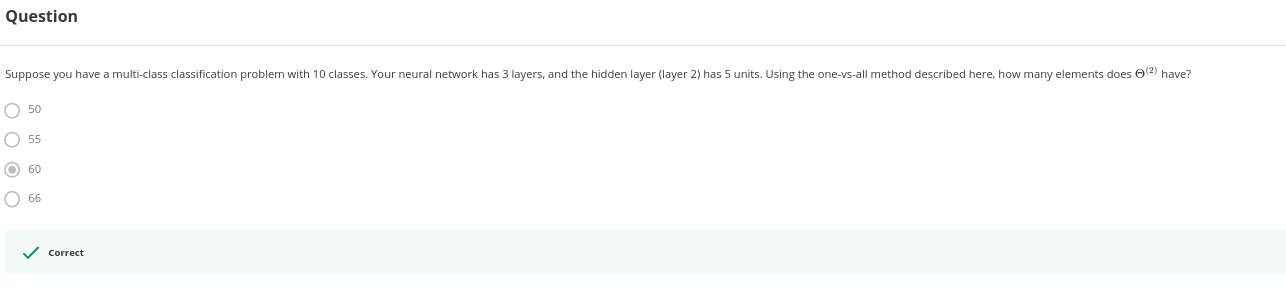 Question
Suppose you have a multi-class classification problem with 10 classes. Your neural network has 3 layers, and the hidden layer (layer 2) has 5 units. Using the one-vs-all method described here, how many elements does Θ⁽²⁾ have?
50
55
60
66
Correct